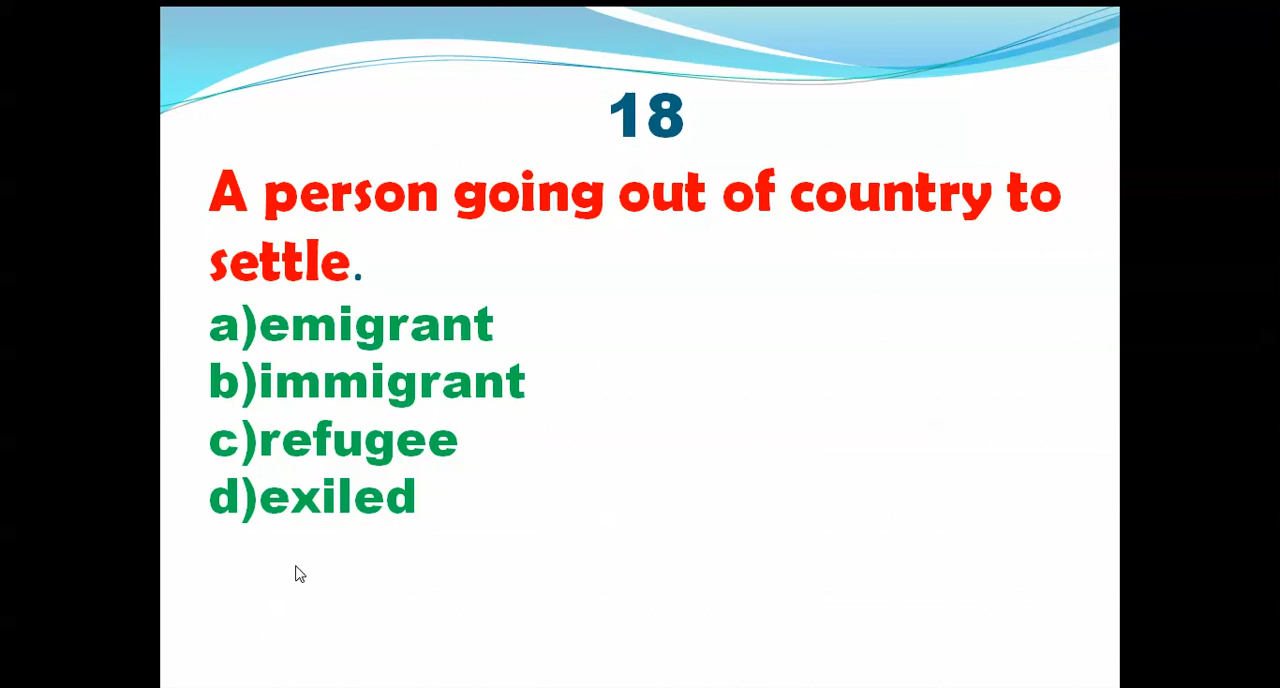 18
A person going out of country to
settle.
a)emigrant
b)immigrant
c)refugee
d)exiled